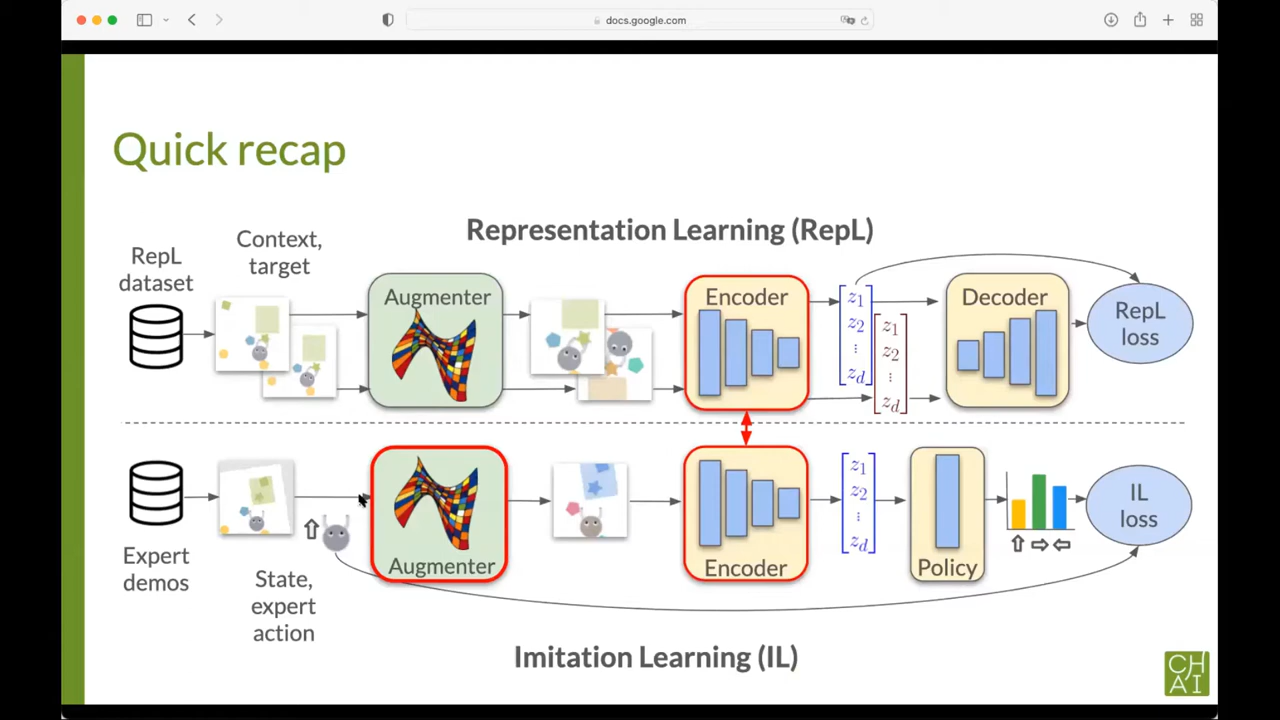 docs.google.com
Quick recap
Representation Learning (RepL)
RepL
dataset
Context,
target
Augmenter
Encoder
z1
z2
⋮
zd
z1
z2
⋮
zd
Decoder
RepL
loss
Expert
demos
State,
expert
action
Augmenter
Encoder
z1
z2
⋮
zd
Policy
IL
loss
Imitation Learning (IL)
CH
AI